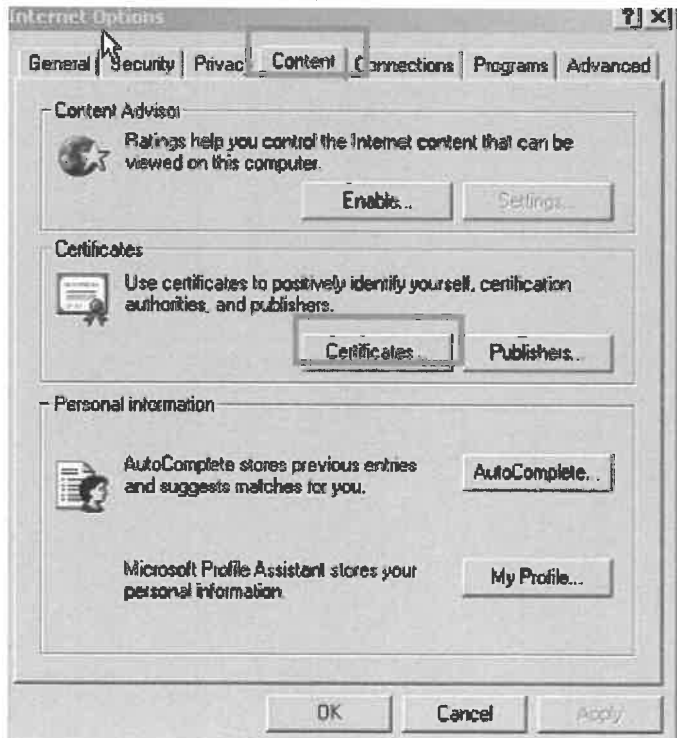 Internet Options
General Security Privac Content Connections Programs Advanced
Content Advisor
Ratings help you control the Internet content that can be
viewed on this computer.
Enable... Settings...
Certificates
Use certificates to positively identify yourself, certification
authorities, and publishers.
Certificates... Publishers...
Personal information
AutoComplete stores previous entries
and suggests matches for you.
AutoComplete...
Microsoft Profile Assistant stores your
personal information.
My Profile...
OK Cancel Apply